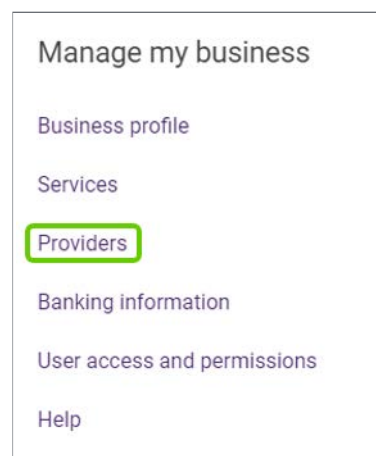 Manage my business
Business profile
Services
Providers
Banking information
User access and permissions
Help